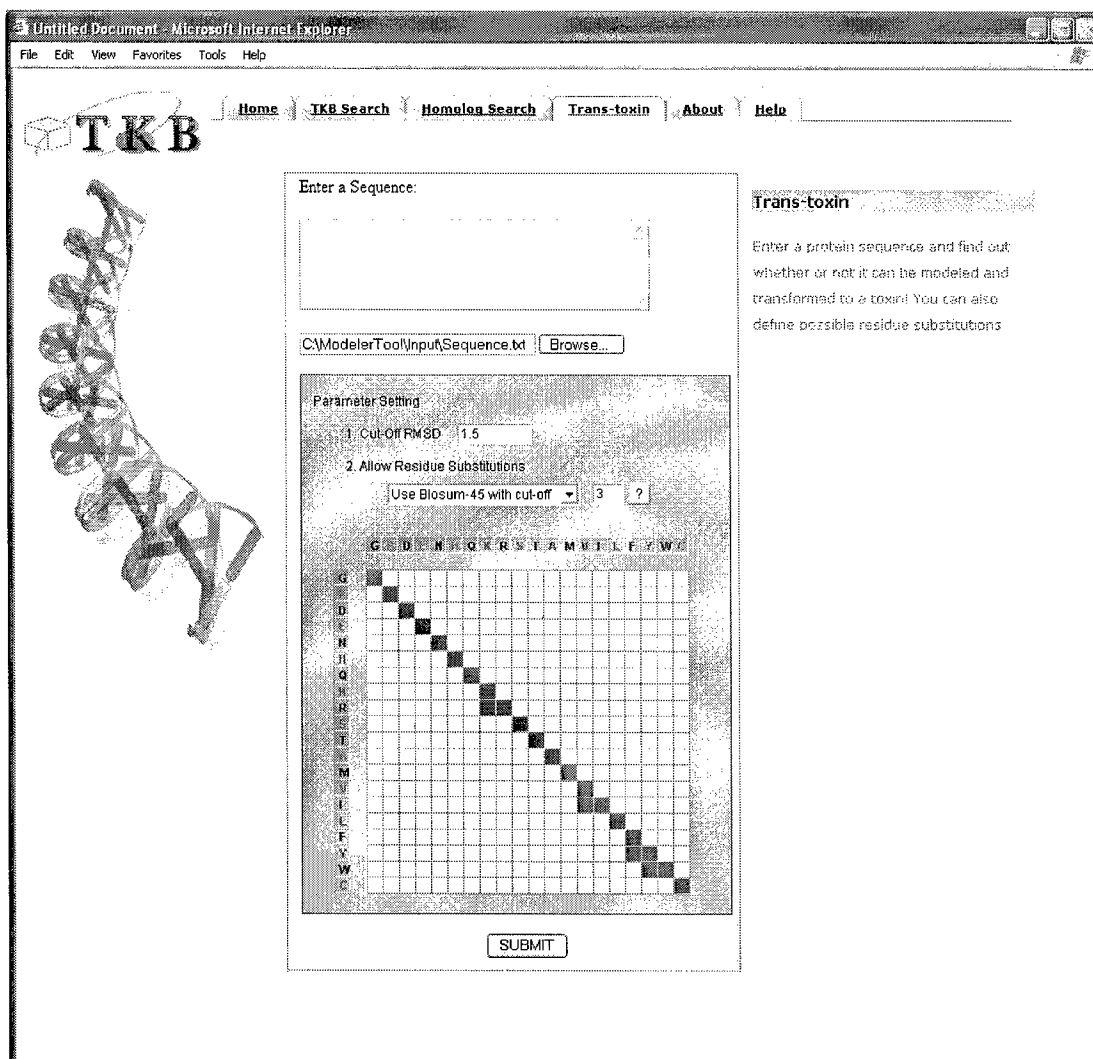 Untitled Document - Microsoft Internet Explorer
File Edit View Favorites Tools Help
TKB
Home TKB Search Homolog Search Trans-toxin About Help
Enter a Sequence:
C:\ModelerTool\Input\Sequence.txt Browse...
Parameter Setting
1. Cut-Off RMSD 1.5
2. Allow Residue Substitutions
Use Blosum-45 with cut-off 3 ?
G D N Q K R S T A M I L F Y W C
G
D
E
N
H
Q
R
T
M
V
I
L
F
Y
W
C
SUBMIT
Trans-toxin
Enter a protein sequence and find out
whether or not it can be modeled and
transformed to a toxin! You can also
define possible residue substitutions